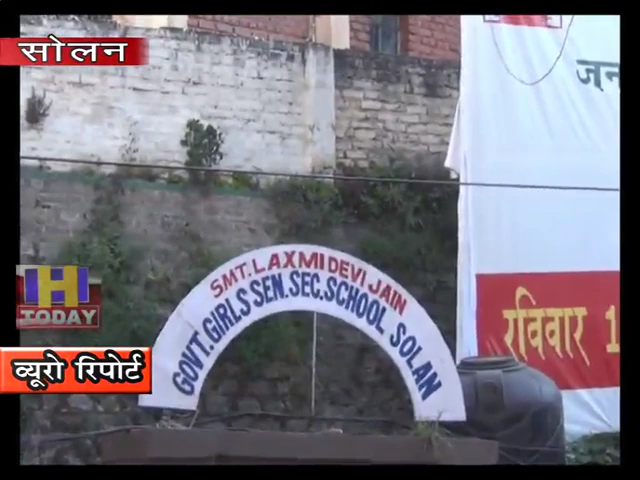 सोलन
जन
SMT. LAXMI DEVI JAIN
GOVT. GIRLS SEN. SEC. SCHOOL SOLAN
H
TODAY
रविवार 1
ब्यूरो रिपोर्ट